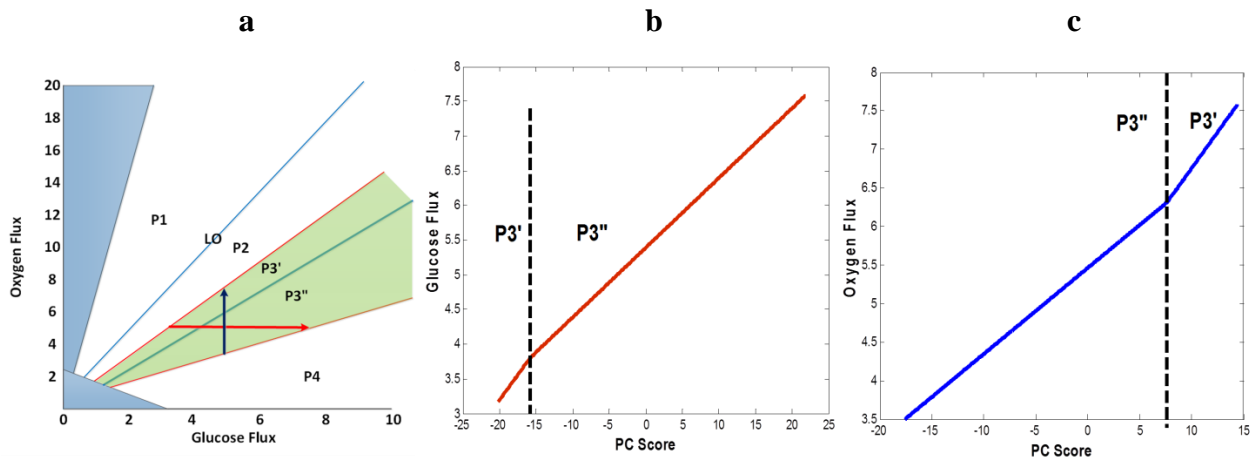 a
20
18
16
14
12
10
8
6
4
2
0
2
4
6
8
10
Oxygen Flux
Glucose Flux
P1
LO
P2
P3'
P3"
P4
b
8
7.5
7
6.5
6
5.5
5
4.5
4
3.5
3
-25
-20
-15
-10
-5
0
5
10
15
20
25
Glucose Flux
PC Score
P3'
P3"
c
8
7.5
7
6.5
6
5.5
5
4.5
4
3.5
-20
-15
-10
-5
0
5
10
15
Oxygen Flux
PC Score
P3"
P3'